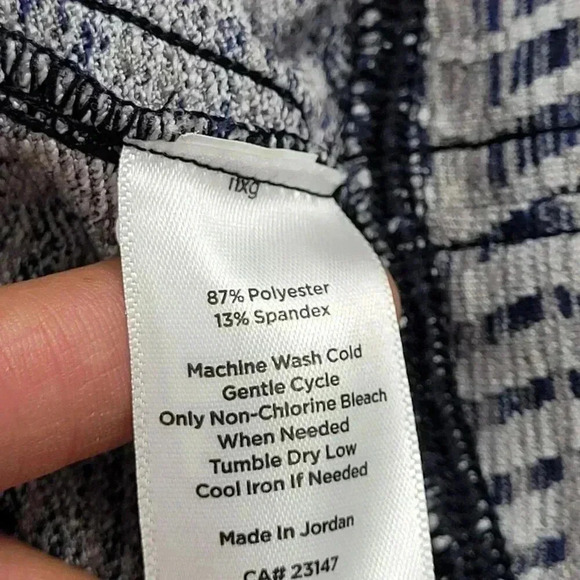 87% Polyester
13% Spandex
Machine Wash Cold
Gentle Cycle
Only Non-Chlorine Bleach
When Needed
Tumble Dry Low
Cool Iron If Needed
Made In Jordan
CA# 23147